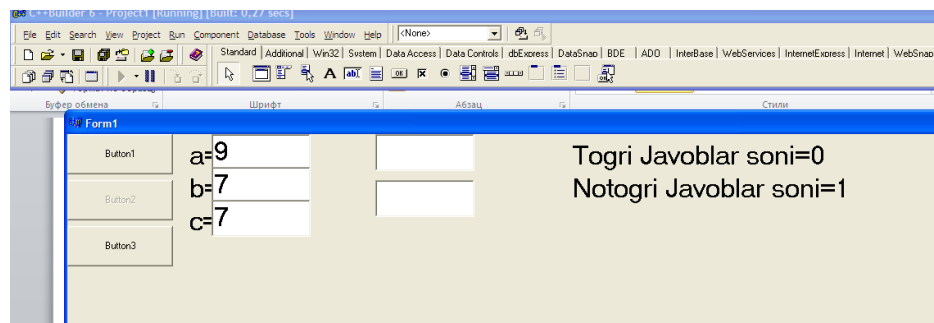 C++Builder 6 - Project1 [Running] [Built: 0,27 secs]
File Edit Search View Project Run Component Database Tools Window Help <None>
Standard Additional Win32 System Data Access Data Controls dbExpress DataSnap BDE ADO InterBase WebServices InternetExpress Internet WebSnap
Буфер обмена Шрифт Абзац Стили
Form1
Button1 a= 9 Togri Javoblar soni=0
Button2 b= 7 Notogri Javoblar soni=1
c= 7
Button3